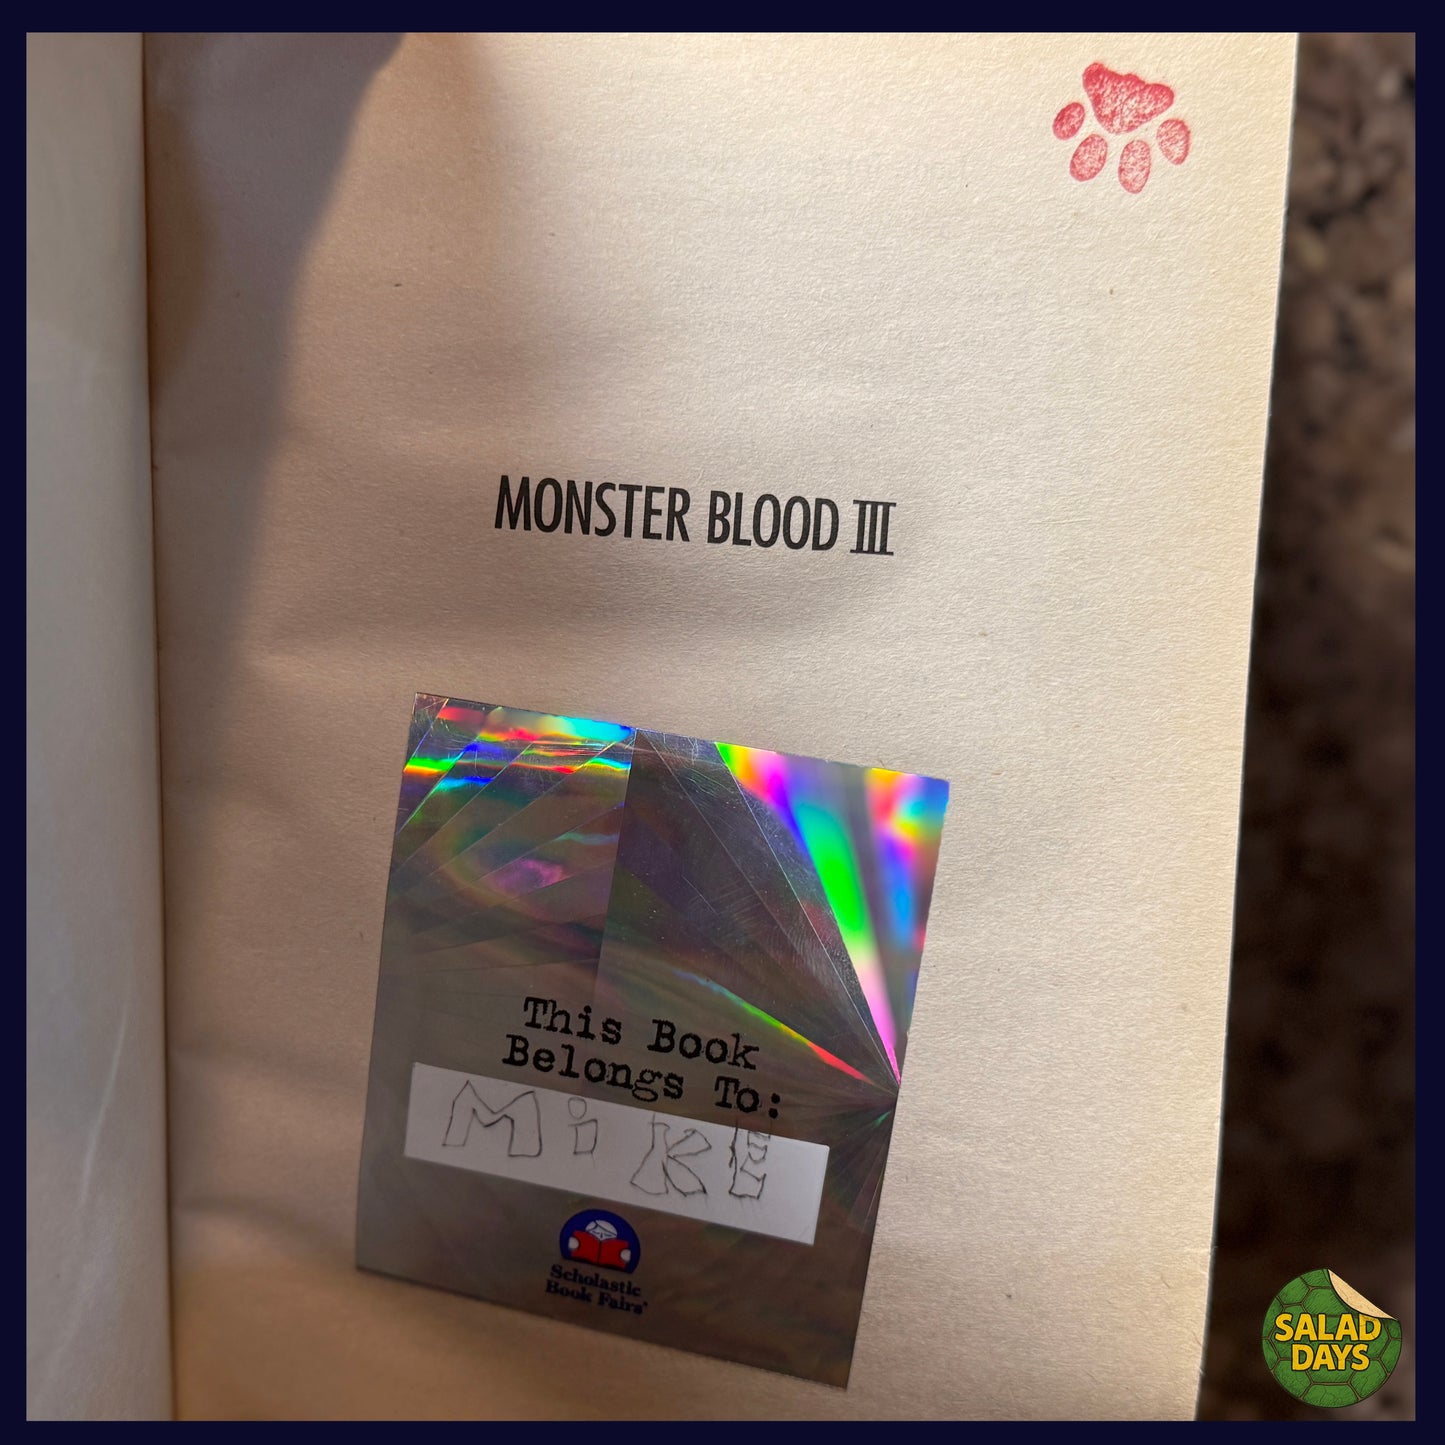 MONSTER BLOOD III
This Book
Belongs To:
MiKE
Scholastic
Book Fairs
SALAD
DAYS